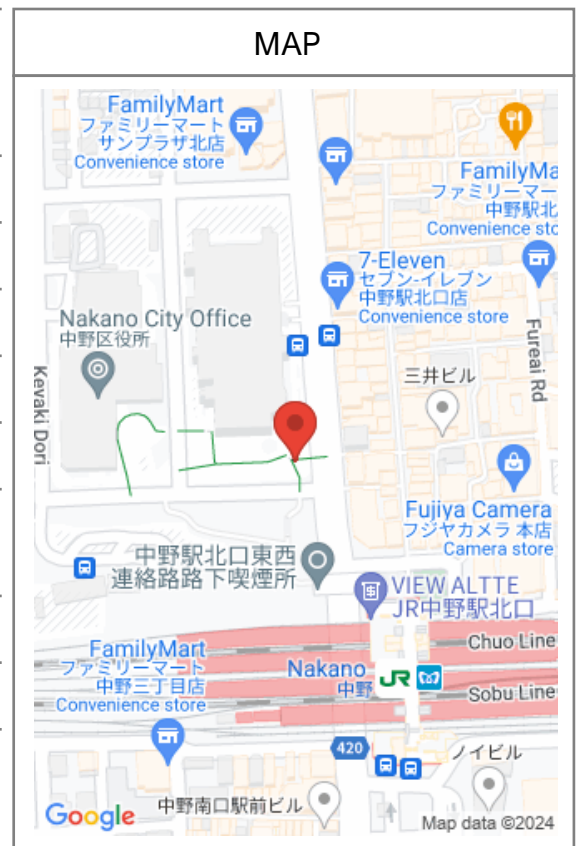 MAP
FamilyMart
ファミリーマート
サンプラザ北店
Convenience store
FamilyMa
ファミリーマー
中野駅北
Convenience sto
7-Eleven
セブン-イレブン
中野駅北口店
Convenience store
Nakano City Office
中野区役所
Fureai Rd
三井ビル
Keyaki Dori
Fujiya Camera
フジヤカメラ 本店
Camera store
中野駅北口東西
連絡路路下喫煙所
VIEW ALTTE
JR中野駅北口
Chuo Line
FamilyMart
ファミリーマート
中野三丁目店
Convenience store
Nakano
中野
JR
Sobu Line
420
ノイビル
中野南口駅前ビル
Google
Map data ©2024